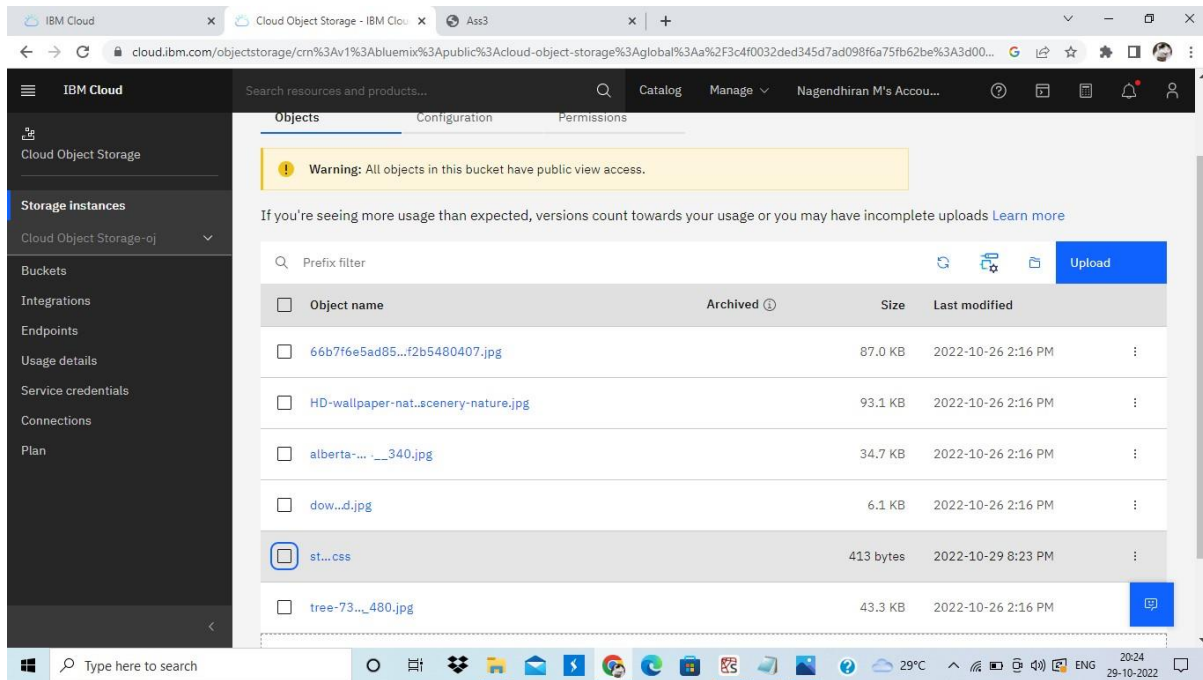 IBM Cloud
Cloud Object Storage - IBM Clou
Ass3
cloud.ibm.com/objectstorage/crn%3Av1%3Abluemix%3Apublic%3Acloud-object-storage%3Aglobal%3Aa%2F3c4f0032ded345d7ad098f6a75fb62be%3A3d00...
IBM Cloud
Search resources and products...
Catalog
Manage
Nagendhiran M's Accou...
Cloud Object Storage
Storage instances
Cloud Object Storage-oj
Buckets
Integrations
Endpoints
Usage details
Service credentials
Connections
Plan
Objects Configuration Permissions
Warning: All objects in this bucket have public view access.
If you're seeing more usage than expected, versions count towards your usage or you may have incomplete uploads Learn more
Prefix filter
Upload
Object name Archived Size Last modified
66b7f6e5ad85...f2b5480407.jpg 87.0 KB 2022-10-26 2:16 PM
HD-wallpaper-nat..scenery-nature.jpg 93.1 KB 2022-10-26 2:16 PM
alberta-... __340.jpg 34.7 KB 2022-10-26 2:16 PM
dow...d.jpg 6.1 KB 2022-10-26 2:16 PM
st...css 413 bytes 2022-10-29 8:23 PM
tree-73..._480.jpg 43.3 KB 2022-10-26 2:16 PM
Type here to search
29°C
ENG
20:24
29-10-2022